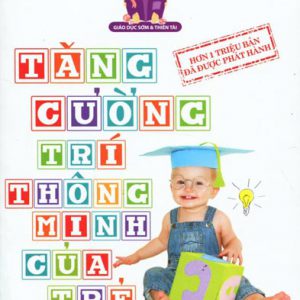 GIÁO DỤC SỚM & THIÊN TÀI
HƠN 1 TRIỆU BẢN
ĐÃ ĐƯỢC PHÁT HÀNH
TĂNG
CƯỜNG
TRÍ
THÔNG
MINH
CỦA
TRẺ